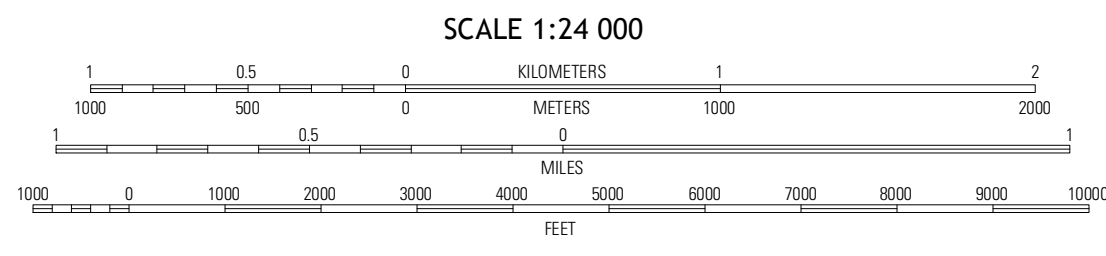 SCALE 1:24 000
1 0.5 0 KILOMETERS 1 2
1000 500 0 METERS 1000 2000
1 0.5 0 1
MILES
1000 0 1000 2000 3000 4000 5000 6000 7000 8000 9000 10000
FEET